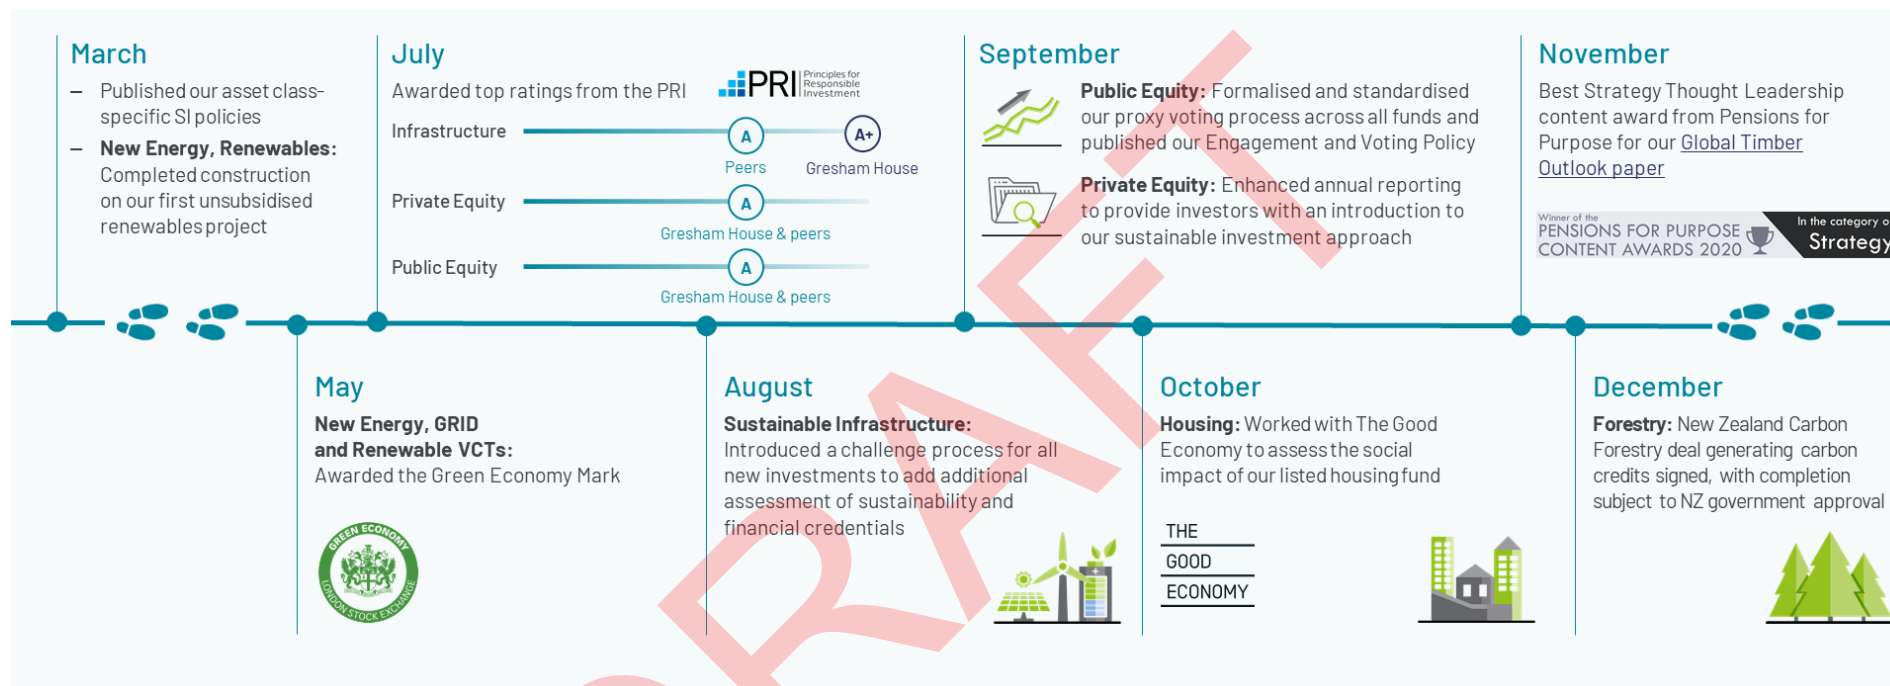 March
– Published our asset class-
specific SI policies
– New Energy, Renewables:
Completed construction
on our first unsubsidised
renewables project
July
Awarded top ratings from the PRI
PRI
Principles for
Responsible
Investment
Infrastructure
A
A+
Peers
Gresham House
Private Equity
A
Gresham House & peers
Public Equity
A
Gresham House & peers
September
Public Equity: Formalised and standardised
our proxy voting process across all funds and
published our Engagement and Voting Policy
Private Equity: Enhanced annual reporting
to provide investors with an introduction to
our sustainable investment approach
November
Best Strategy Thought Leadership
content award from Pensions for
Purpose for our Global Timber
Outlook paper
Winner of the
PENSIONS FOR PURPOSE
CONTENT AWARDS 2020
In the category o
Strategy
May
New Energy, GRID
and Renewable VCTs:
Awarded the Green Economy Mark
GREEN ECONOMY
LONDON STOCK EXCHANGE
August
Sustainable Infrastructure:
Introduced a challenge process for all
new investments to add additional
assessment of sustainability and
financial credentials
October
Housing: Worked with The Good
Economy to assess the social
impact of our listed housing fund
THE
GOOD
ECONOMY
December
Forestry: New Zealand Carbon
Forestry deal generating carbon
credits signed, with completion
subject to NZ government approval
RAFT